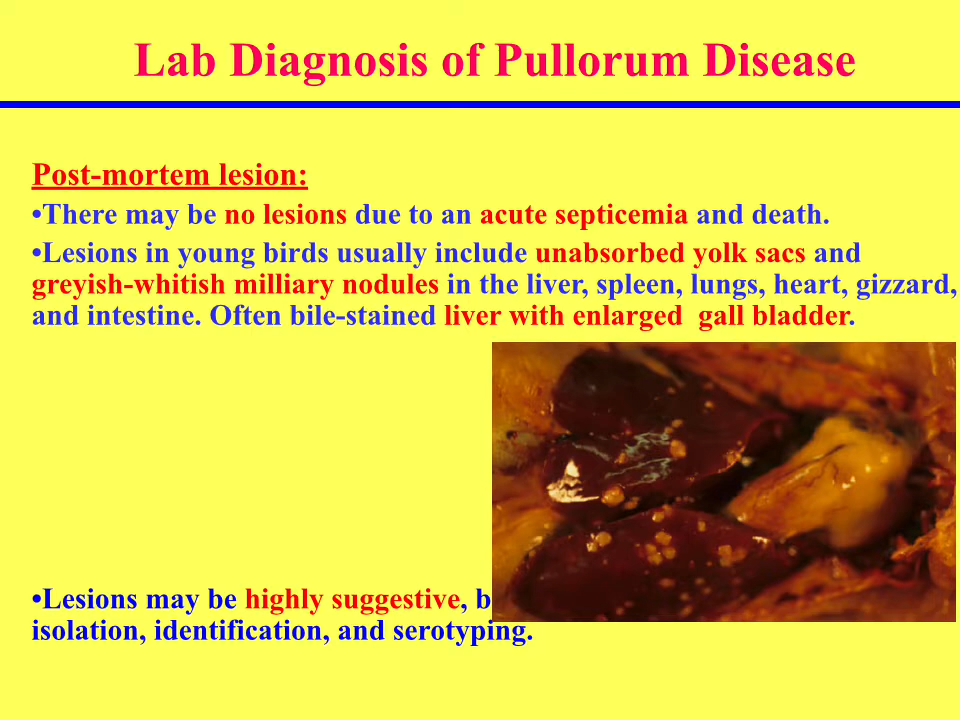 Lab Diagnosis of Pullorum Disease
Post-mortem lesion:
•There may be no lesions due to an acute septicemia and death.
•Lesions in young birds usually include unabsorbed yolk sacs and
greyish-whitish milliary nodules in the liver, spleen, lungs, heart, gizzard,
and intestine. Often bile-stained liver with enlarged gall bladder.
•Lesions may be highly suggestive, b
isolation, identification, and serotyping.